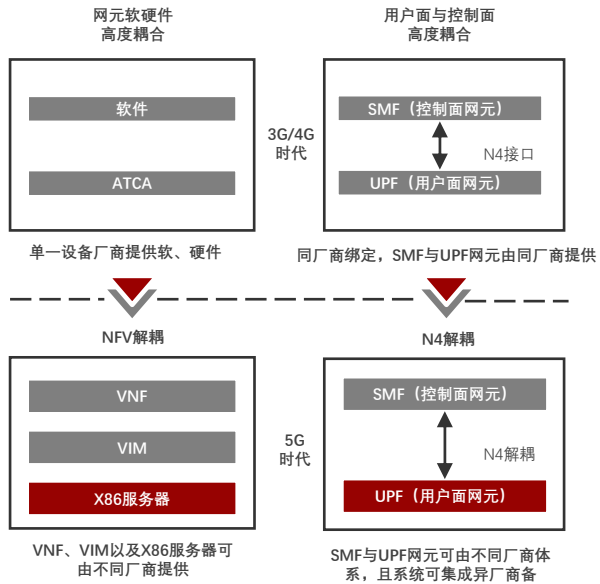 网元软硬件
高度耦合
用户面与控制面
高度耦合
软件
ATCA
SMF（控制面网元）
N4接口
UPF（用户面网元）
3G/4G
时代
单一设备厂商提供软、硬件
同厂商绑定，SMF与UPF网元由同厂商提供
NFV解耦
N4解耦
VNF
VIM
X86服务器
5G
时代
SMF（控制面网元）
N4解耦
UPF（用户面网元）
VNF、VIM以及X86服务器可
由不同厂商提供
SMF与UPF网元可由不同厂商体
系，且系统可集成异厂商备